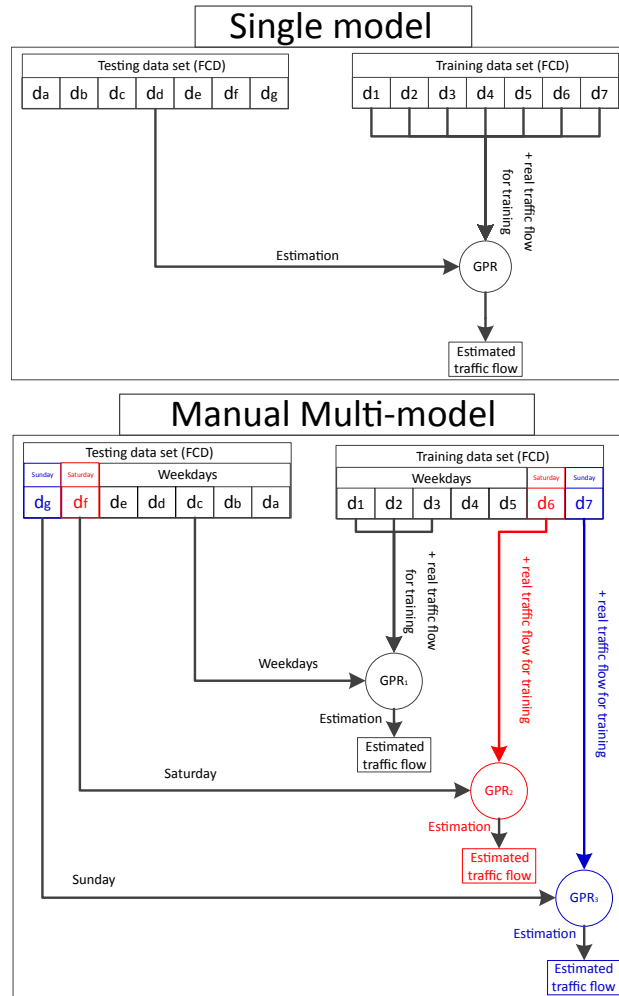 Single model
Testing data set (FCD)
da db dc dd de df dg
Training data set (FCD)
d1 d2 d3 d4 d5 d6 d7
+ real traffic flow
for training
Estimation
GPR
Estimated
traffic flow
Manual Multi-model
Testing data set (FCD)
Sunday Saturday Weekdays
dg df de dd dc db da
Training data set (FCD)
Weekdays Saturday Sunday
d1 d2 d3 d4 d5 d6 d7
+ real traffic flow
for training
+ real traffic flow for training
+ real traffic flow for training
Weekdays
GPR1
Estimation
Estimated
traffic flow
Saturday
GPR2
Estimation
Estimated
traffic flow
Sunday
GPR3
Estimation
Estimated
traffic flow